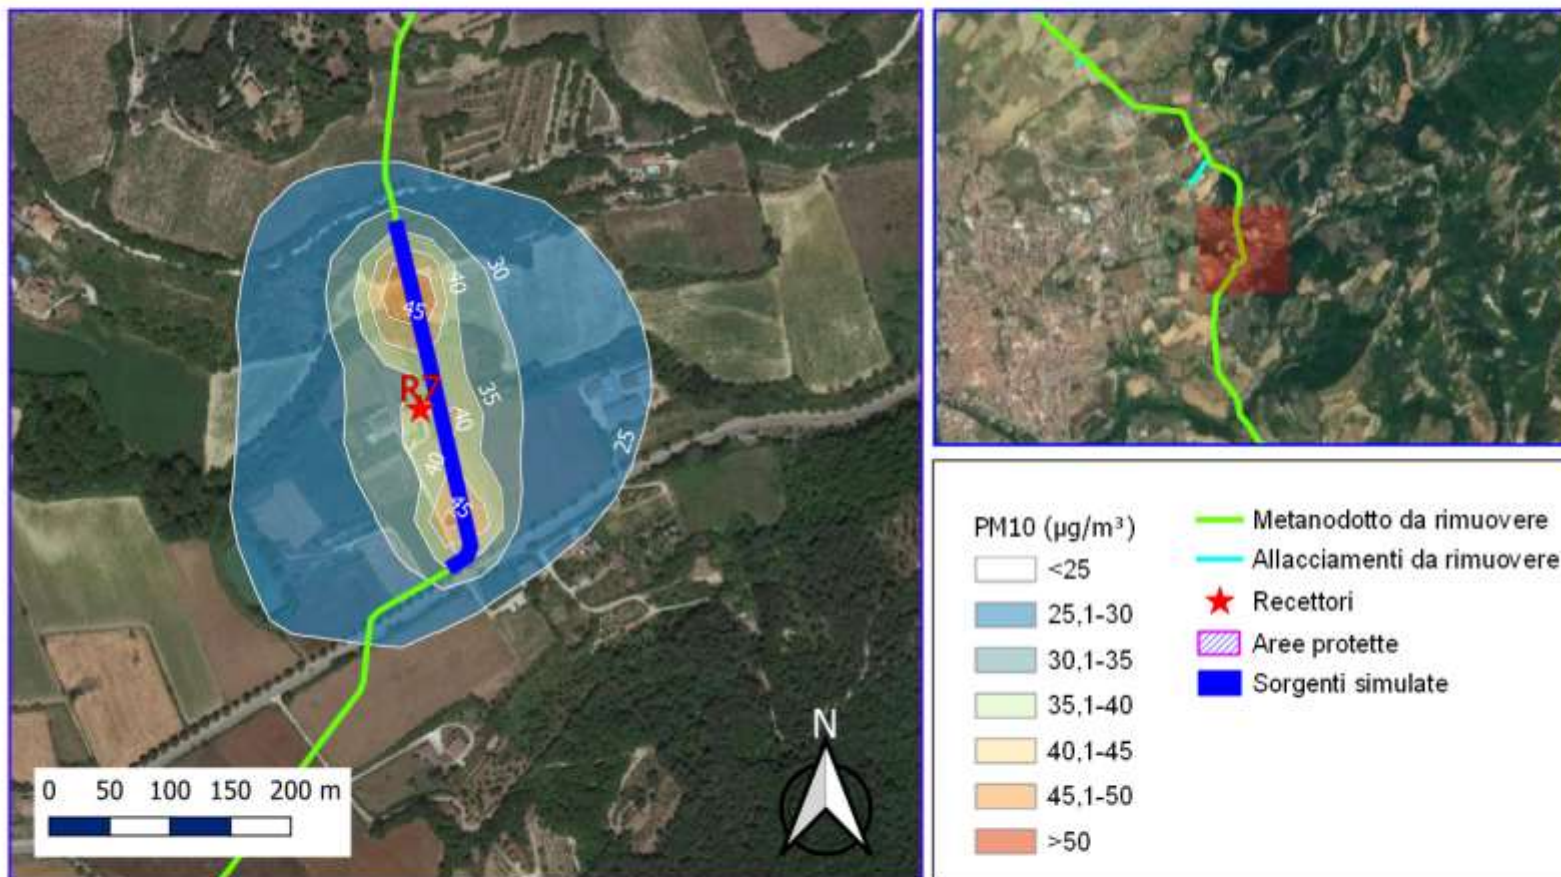 30
40
45
R7
35
40
25
40
45
N
0 50 100 150 200 m
PM10 (µg/m³)
<25
25,1-30
30,1-35
35,1-40
40,1-45
45,1-50
>50
Metanodotto da rimuovere
Allacciamenti da rimuovere
Recettori
Aree protette
Sorgenti simulate